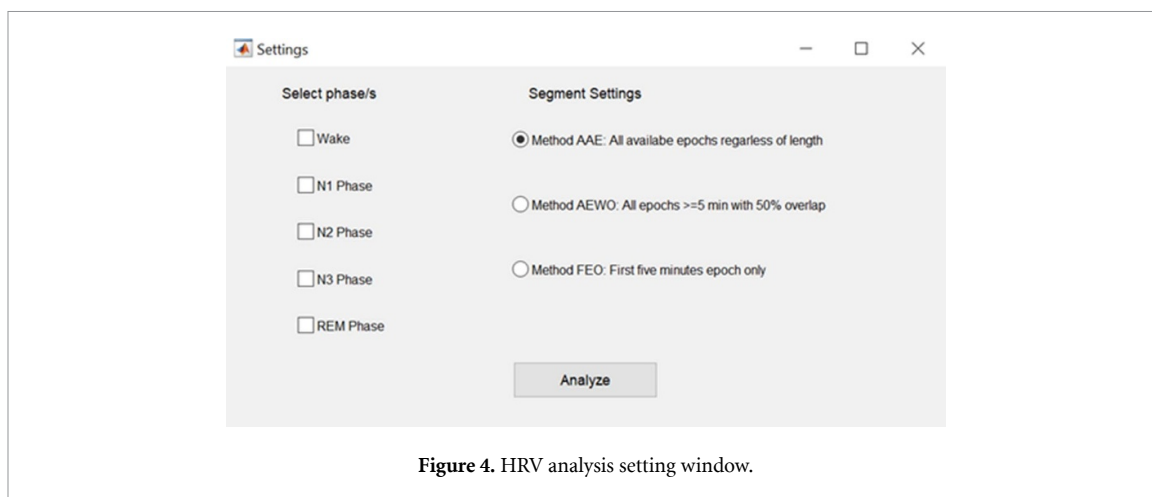 Settings
Select phase/s
Wake
N1 Phase
N2 Phase
N3 Phase
REM Phase
Segment Settings
Method AAE: All availabe epochs regarless of length
Method AEWO: All epochs >=5 min with 50% overlap
Method FEO: First five minutes epoch only
Analyze
Figure 4. HRV analysis setting window.